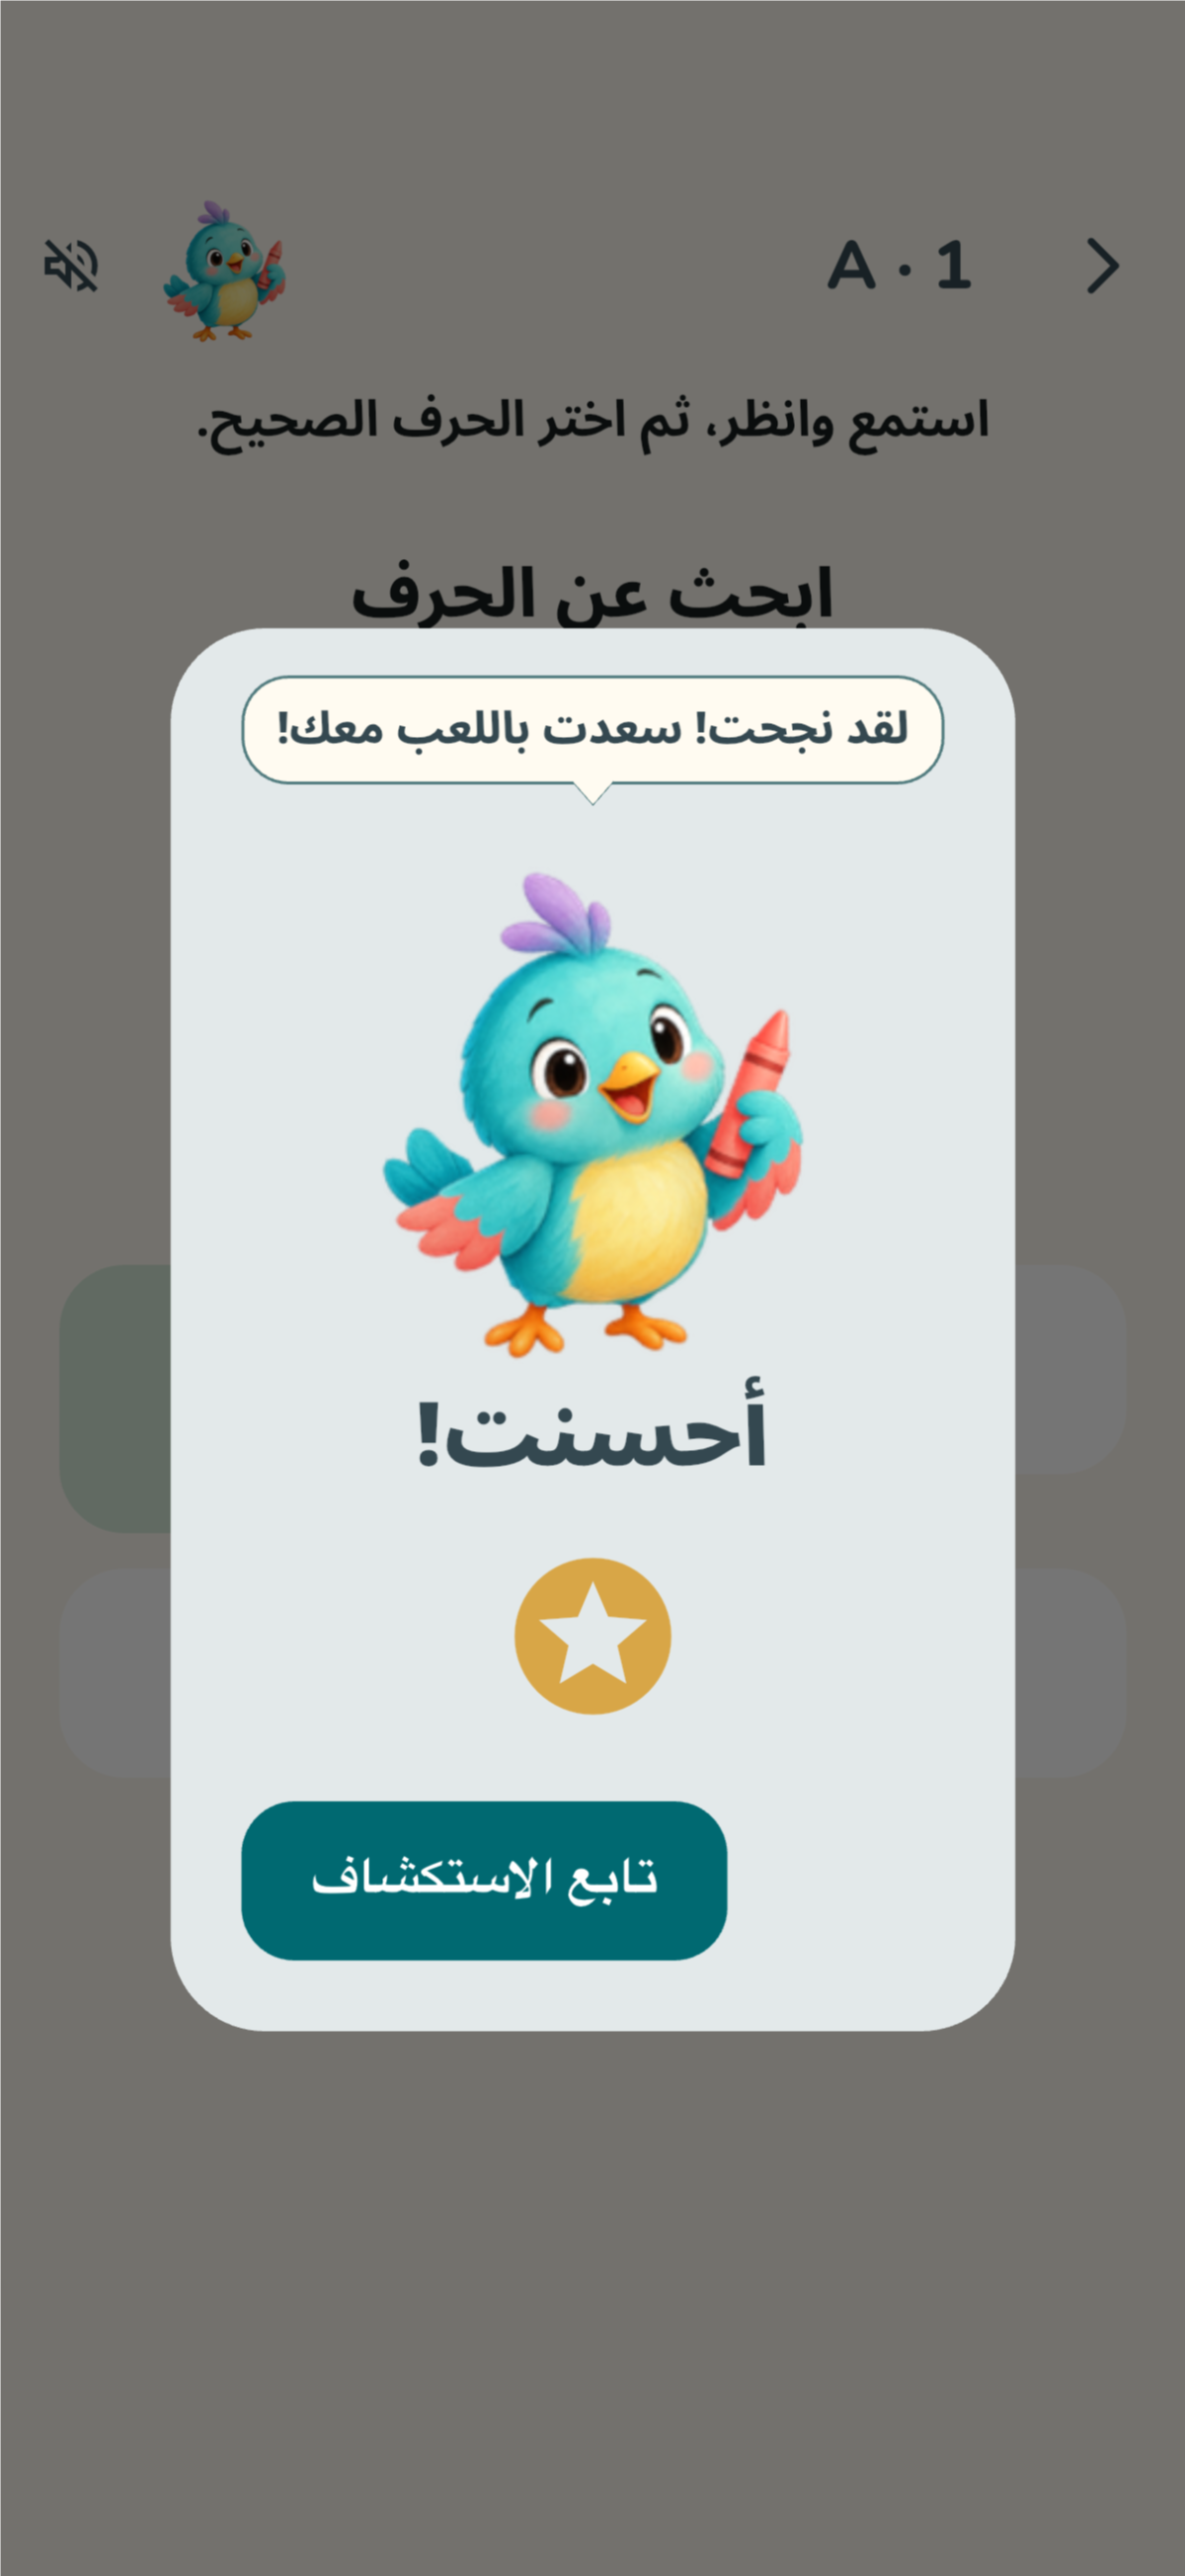 A · 1
استمع وانظر، ثم اختر الحرف الصحيح.
ابحث عن الحرف
لقد نجحت! سعدت باللعب معك!
أحسنت!
تابع الاستكشاف